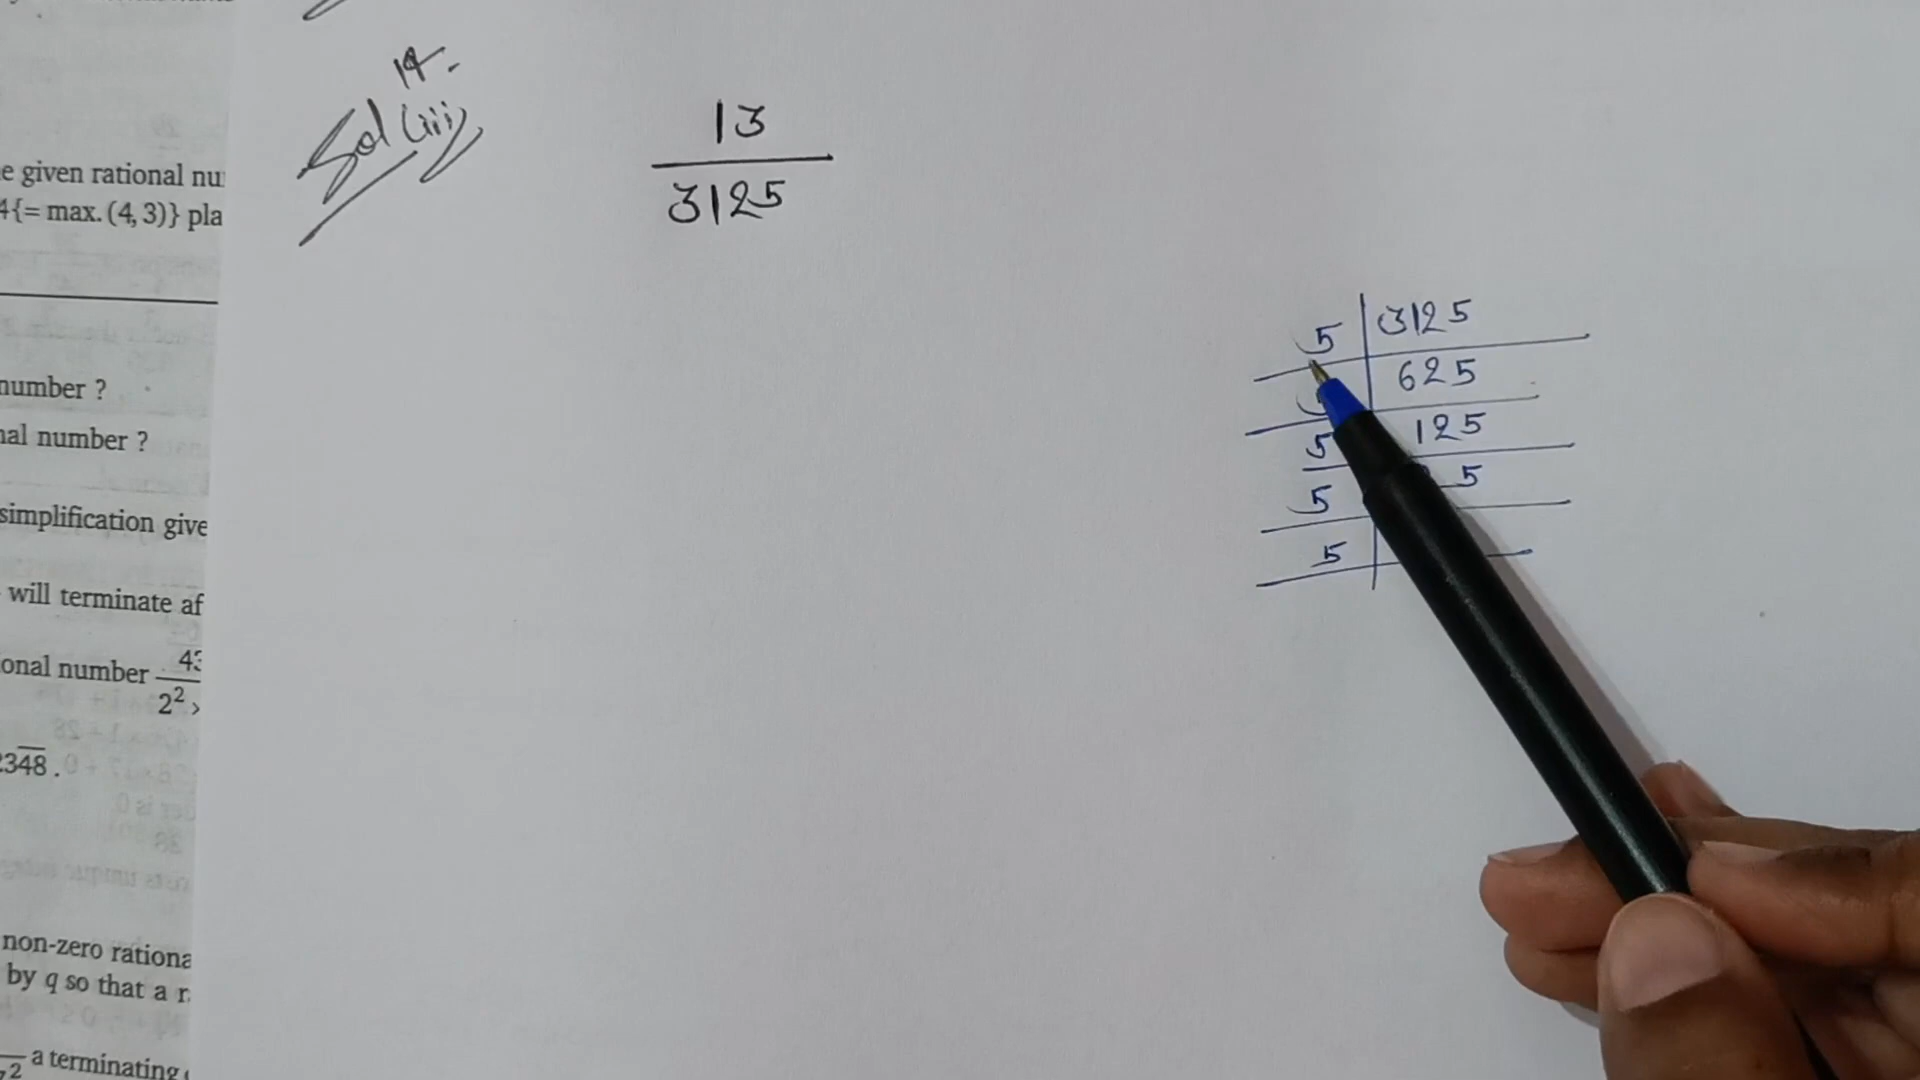 e given rational nu
4{= max. (4, 3)} pla
number ?
nal number ?
simplification give
will terminate af
onal number 43
2² ×
348 .
non-zero rationa
by q so that a r
a terminating
14.
Sol (iii)
13
3125
5 3125
625
5 125
5 5
5